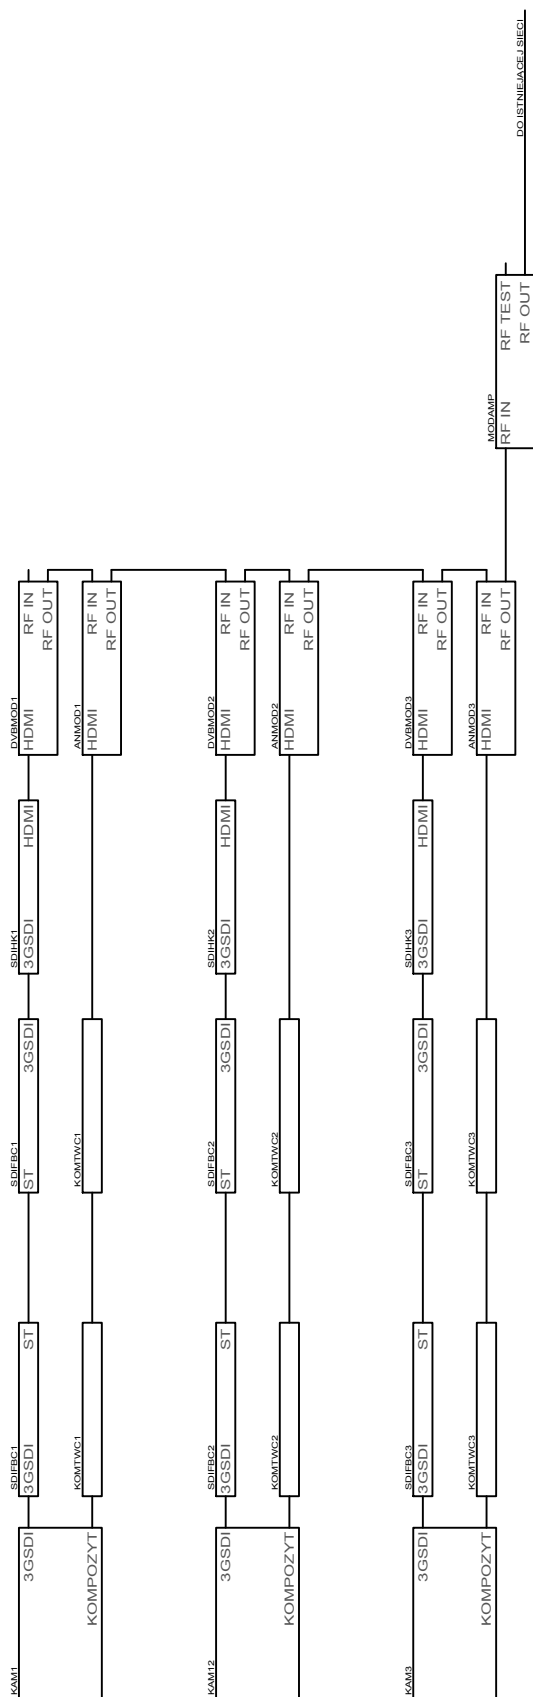 DO ISTNIEJĄCEJ SIECI
MODAMP
RF IN
RF TEST
RF OUT
DVBMOD1
HDMI
RF IN
RF OUT
ANMOD1
HDMI
RF IN
RF OUT
DVBMOD2
HDMI
RF IN
RF OUT
ANMOD2
HDMI
RF IN
RF OUT
DVBMOD3
HDMI
RF IN
RF OUT
ANMOD3
HDMI
RF IN
RF OUT
SDIHK1
3GSDI
HDMI
SDIHK2
3GSDI
HDMI
SDIHK3
3GSDI
HDMI
SDIFBC1
ST
3GSDI
KOMTWC1
SDIFBC2
ST
3GSDI
KOMTWC2
SDIFBC3
ST
3GSDI
KOMTWC3
SDIFBC1
3GSDI
ST
KOMTWC1
SDIFBC2
3GSDI
ST
KOMTWC2
SDIFBC3
3GSDI
ST
KOMTWC3
KAM1
3GSDI
KOMPOZYT
KAM12
3GSDI
KOMPOZYT
KAM3
3GSDI
KOMPOZYT